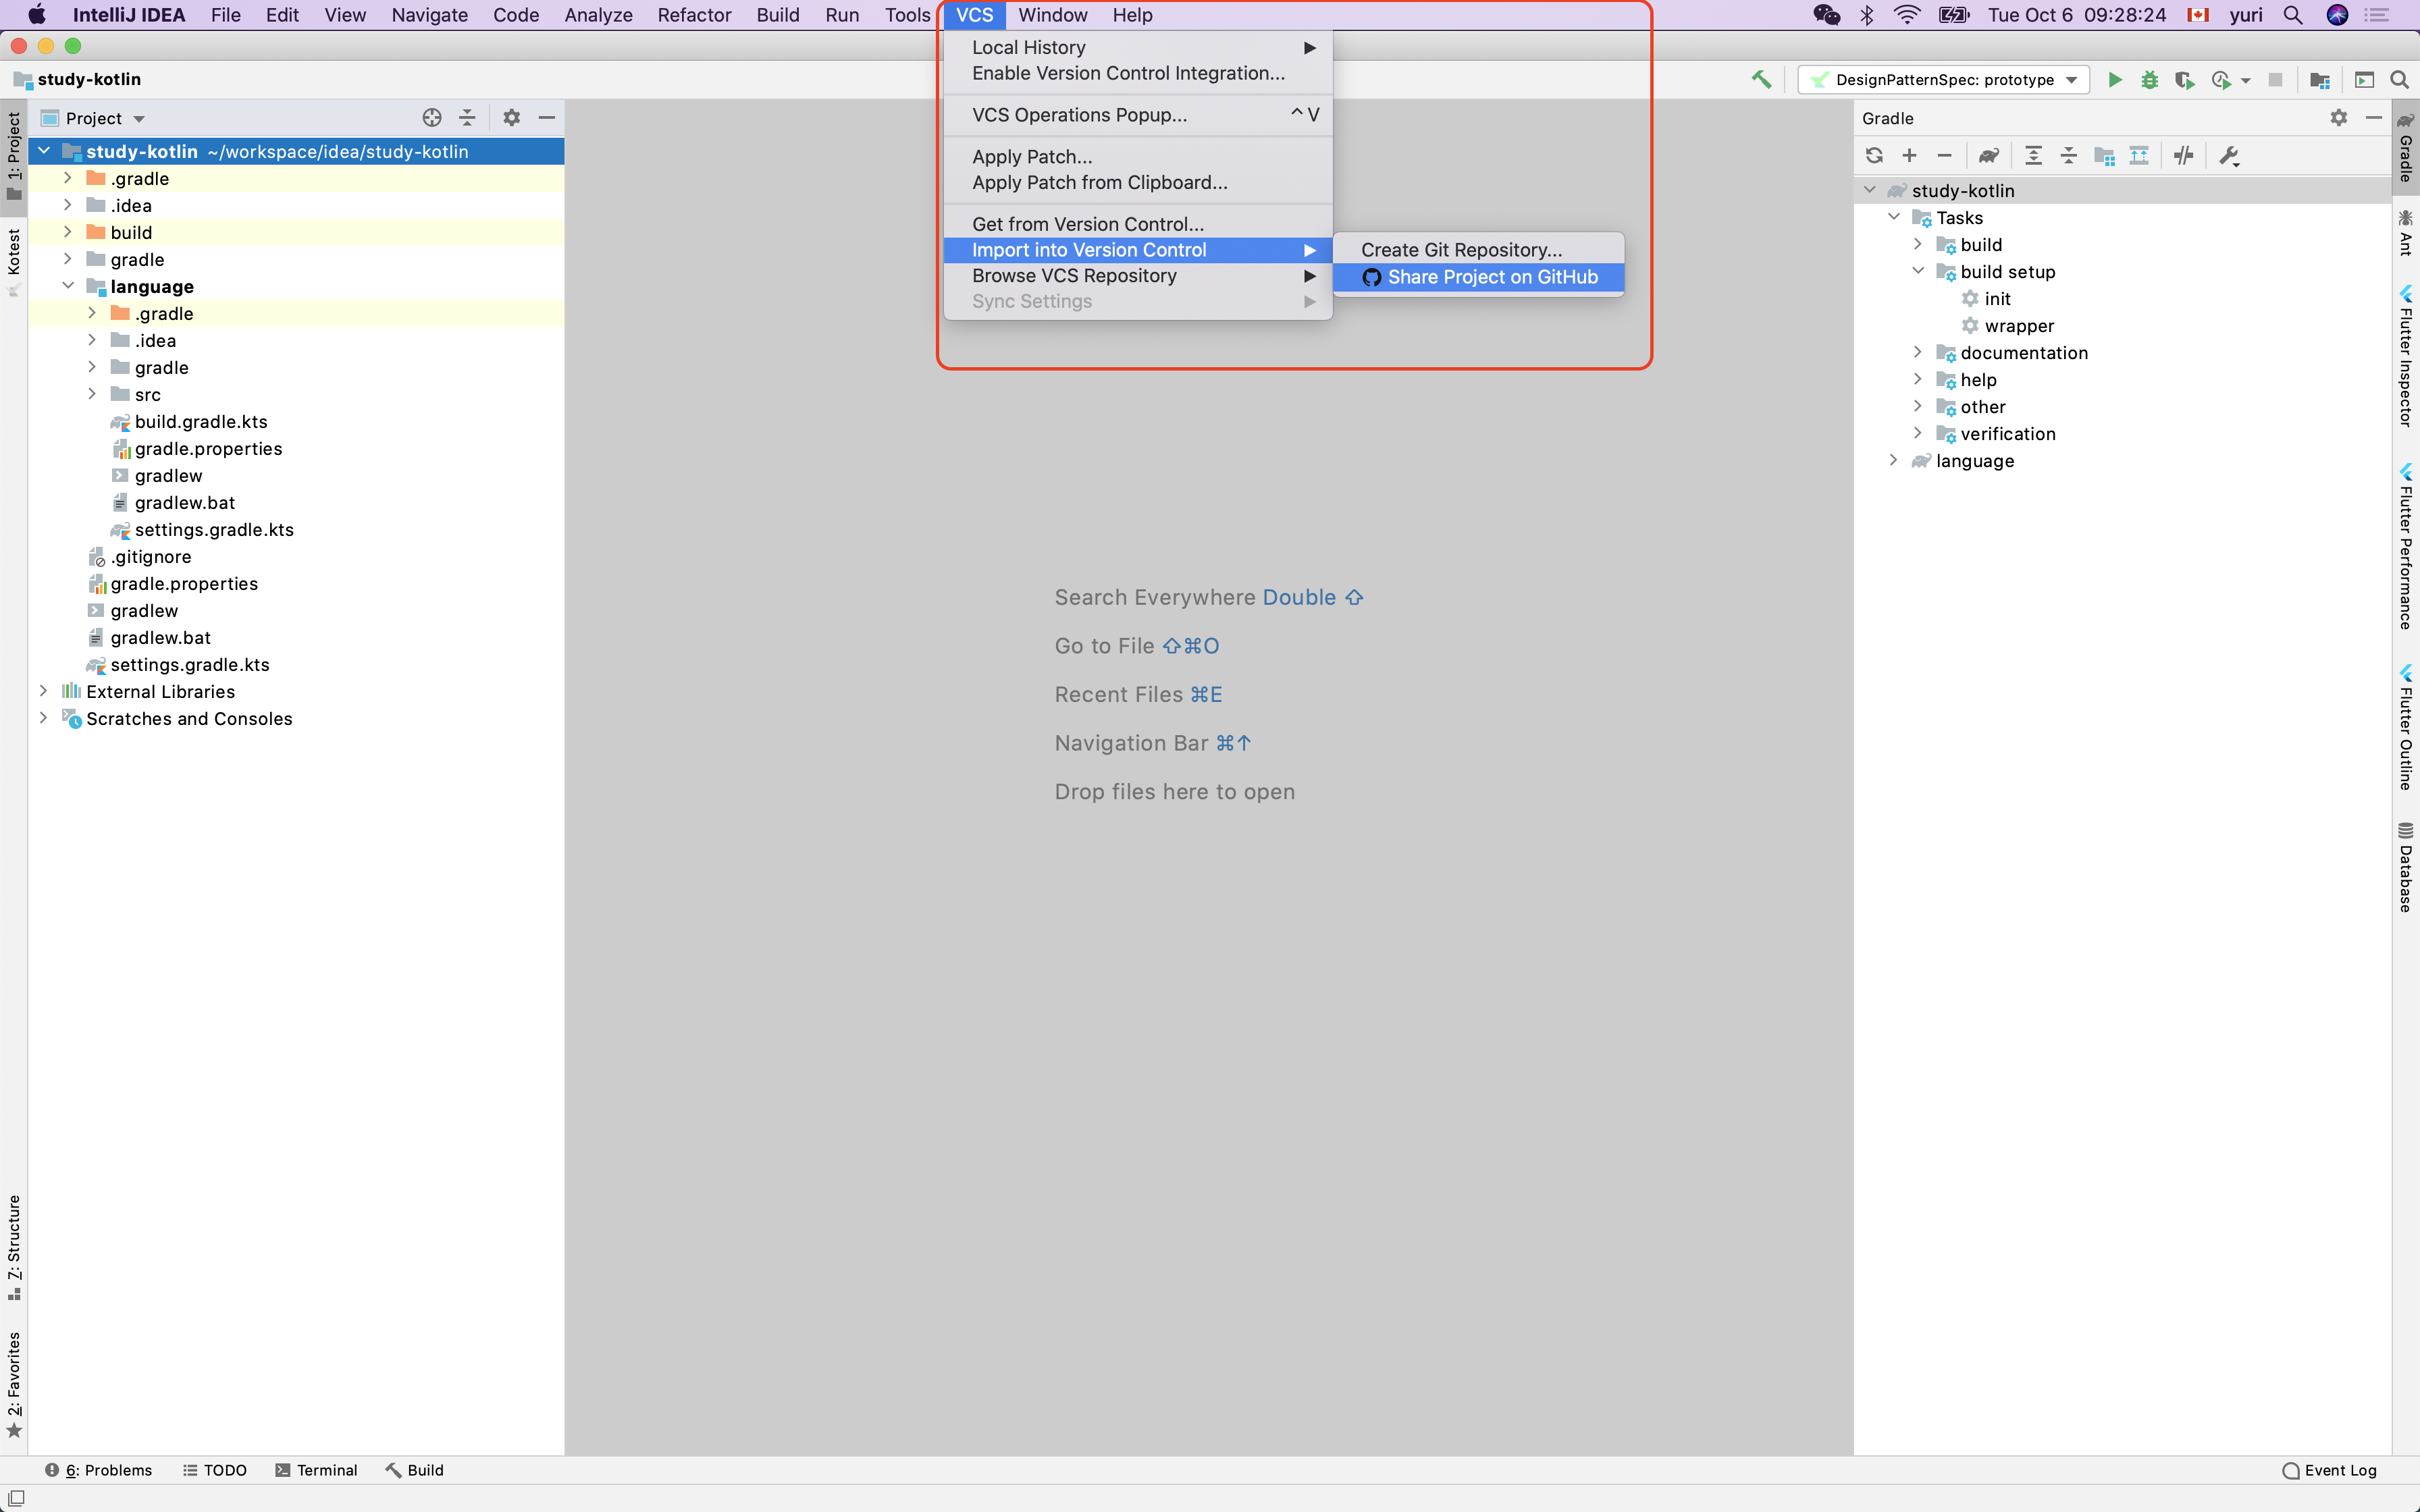 IntelliJ IDEA File Edit View Navigate Code Analyze Refactor Build Run Tools VCS Window Help
Tue Oct 6 09:28:24 yuri
study-kotlin
DesignPatternSpec: prototype
Local History
Enable Version Control Integration...
VCS Operations Popup... ^V
Apply Patch...
Apply Patch from Clipboard...
Get from Version Control...
Import into Version Control
Browse VCS Repository
Sync Settings
Create Git Repository...
Share Project on GitHub
1: Project
Kotest
7: Structure
2: Favorites
Project
study-kotlin ~/workspace/idea/study-kotlin
.gradle
.idea
build
gradle
language
.gradle
.idea
gradle
src
build.gradle.kts
gradle.properties
gradlew
gradlew.bat
settings.gradle.kts
.gitignore
gradle.properties
gradlew
gradlew.bat
settings.gradle.kts
External Libraries
Scratches and Consoles
Search Everywhere Double ⇧
Go to File ⇧⌘O
Recent Files ⌘E
Navigation Bar ⌘↑
Drop files here to open
Gradle
study-kotlin
Tasks
build
build setup
init
wrapper
documentation
help
other
verification
language
Gradle
Ant
Flutter Inspector
Flutter Performance
Flutter Outline
Database
6: Problems TODO Terminal Build
Event Log